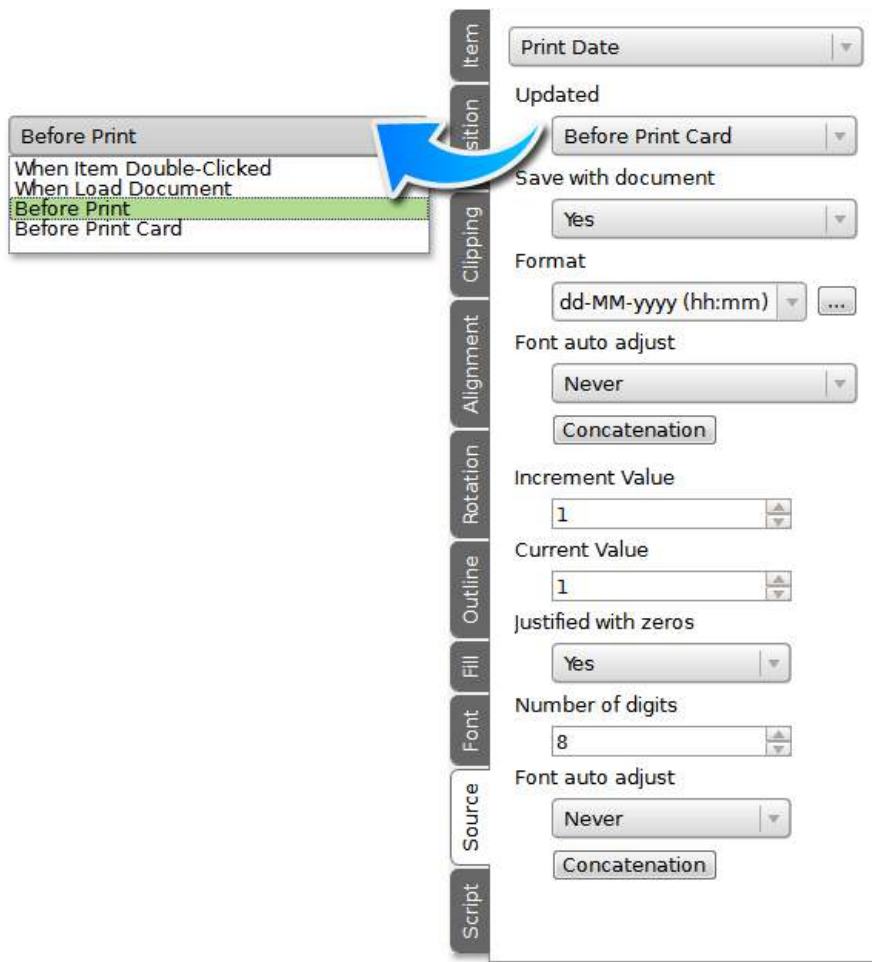 Before Print
When Item Double-Clicked
When Load Document
Before Print
Before Print Card
Item
sition
Clipping
Alignment
Rotation
Outline
Fill
Font
Source
Script
Print Date
Updated
Before Print Card
Save with document
Yes
Format
dd-MM-yyyy (hh:mm) ...
Font auto adjust
Never
Concatenation
Increment Value
1
Current Value
1
Justified with zeros
Yes
Number of digits
8
Font auto adjust
Never
Concatenation